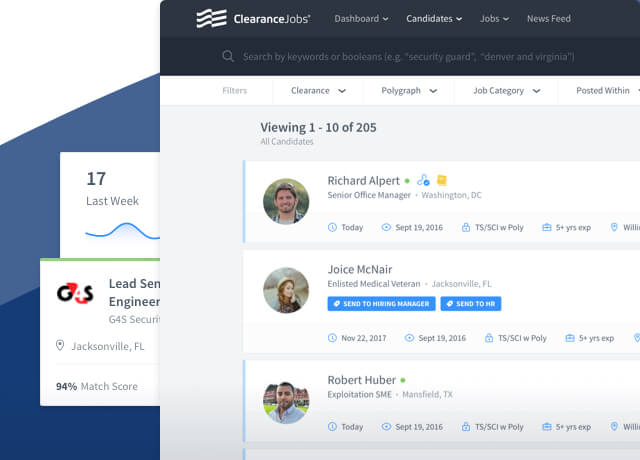 ClearanceJobs®
Dashboard Candidates Jobs News Feed
Search by keywords or booleans (e.g. "security guard", "denver and virginia")
Filters Clearance Polygraph Job Category Posted Within
Viewing 1 - 10 of 205
All Candidates
17
Last Week
G4S
Lead Sen
Engineer
G4S Securit
Jacksonville, FL
94% Match Score
Richard Alpert
Senior Office Manager • Washington, DC
Today Sept 19, 2016 TS/SCI w Poly 5+ yrs exp Willi
Joice McNair
Enlisted Medical Veteran • Jacksonville, FL
SEND TO HIRING MANAGER SEND TO HR
Nov 22, 2017 Sept 19, 2016 TS/SCI w Poly 5+ yrs exp
Robert Huber
Exploitation SME • Mansfield, TX
Today Sept 19, 2016 TS/SCI w Poly 5+ yrs exp Willi